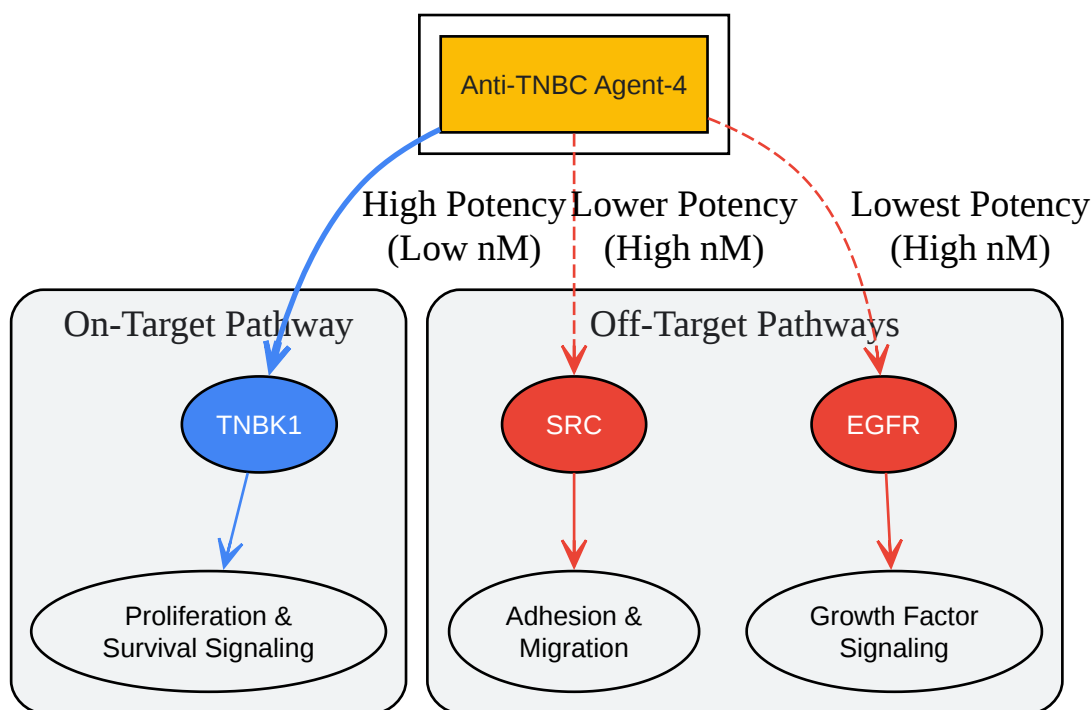 Anti-TNBC Agent-4
High Potency
(Low nM)
Lower Potency
(High nM)
Lowest Potency
(High nM)
On-Target Pathway
Off-Target Pathways
TNBK1
SRC
EGFR
Proliferation &
Survival Signaling
Adhesion &
Migration
Growth Factor
Signaling